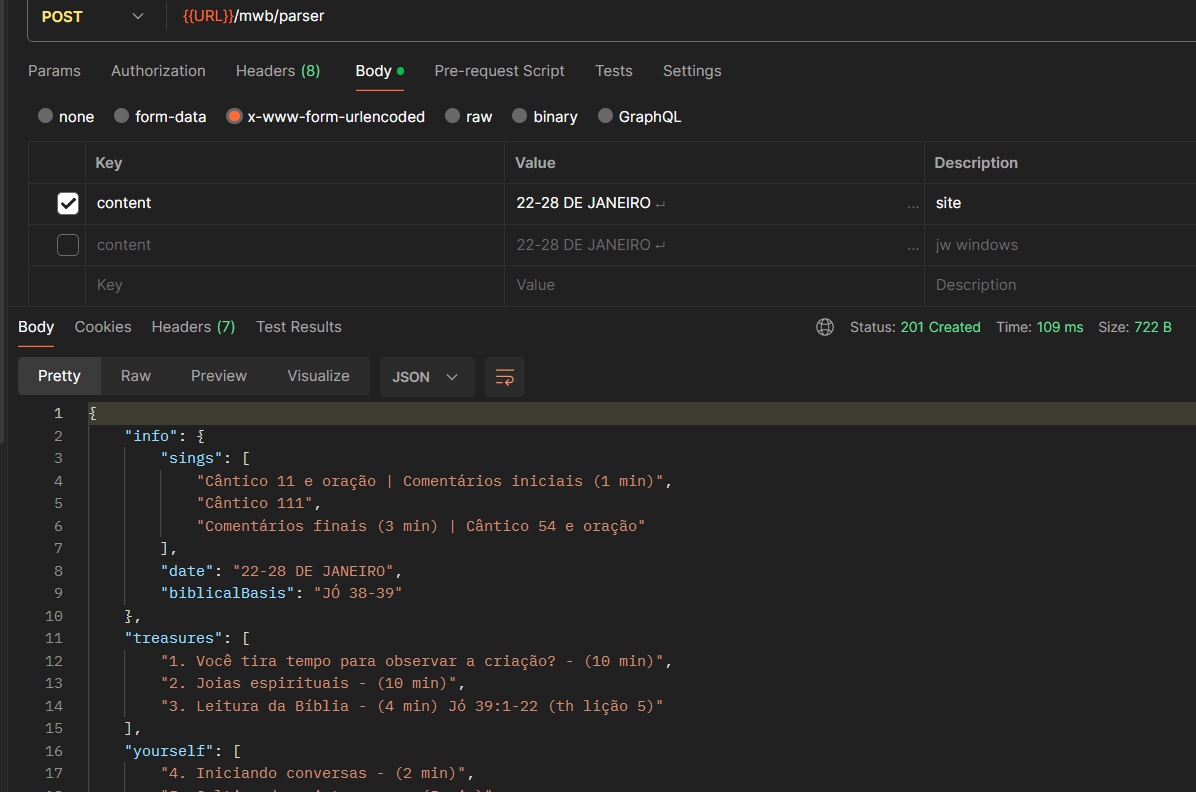 POST {{URL}}/mwb/parser
Params Authorization Headers (8) Body Pre-request Script Tests Settings
none form-data x-www-form-urlencoded raw binary GraphQL
Key Value Description
content 22-28 DE JANEIRO ↵ ... site
content 22-28 DE JANEIRO ↵ ... jw windows
Key Value Description
Body Cookies Headers (7) Test Results Status: 201 Created Time: 109 ms Size: 722 B
Pretty Raw Preview Visualize JSON
1 {
2 "info": {
3 "sings": [
4 "Cântico 11 e oração | Comentários iniciais (1 min)",
5 "Cântico 111",
6 "Comentários finais (3 min) | Cântico 54 e oração"
7 ],
8 "date": "22-28 DE JANEIRO",
9 "biblicalBasis": "JÓ 38-39"
10 },
11 "treasures": [
12 "1. Você tira tempo para observar a criação? - (10 min)",
13 "2. Joias espirituais - (10 min)",
14 "3. Leitura da Bíblia - (4 min) Jó 39:1-22 (th lição 5)"
15 ],
16 "yourself": [
17 "4. Iniciando conversas - (2 min)",